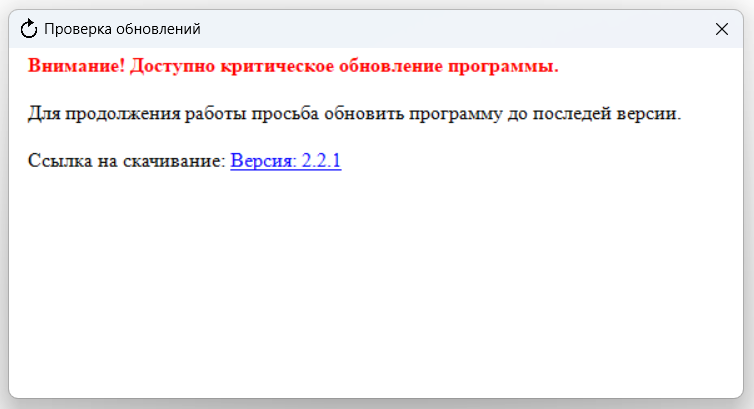 Проверка обновлений
Внимание! Доступно критическое обновление программы.
Для продолжения работы просьба обновить программу до последей версии.
Ссылка на скачивание: Версия: 2.2.1